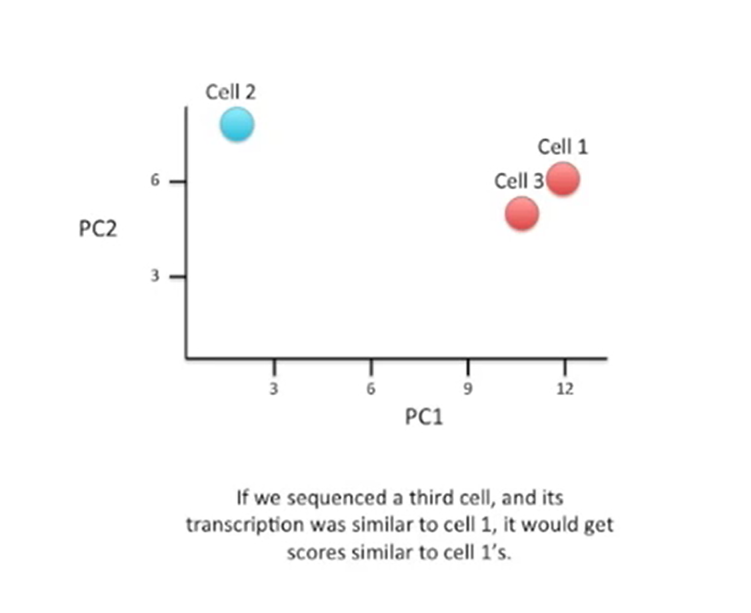 Cell 2
Cell 1
Cell 3
6
PC2
3
3 6 9 12
PC1
If we sequenced a third cell, and its
transcription was similar to cell 1, it would get
scores similar to cell 1's.